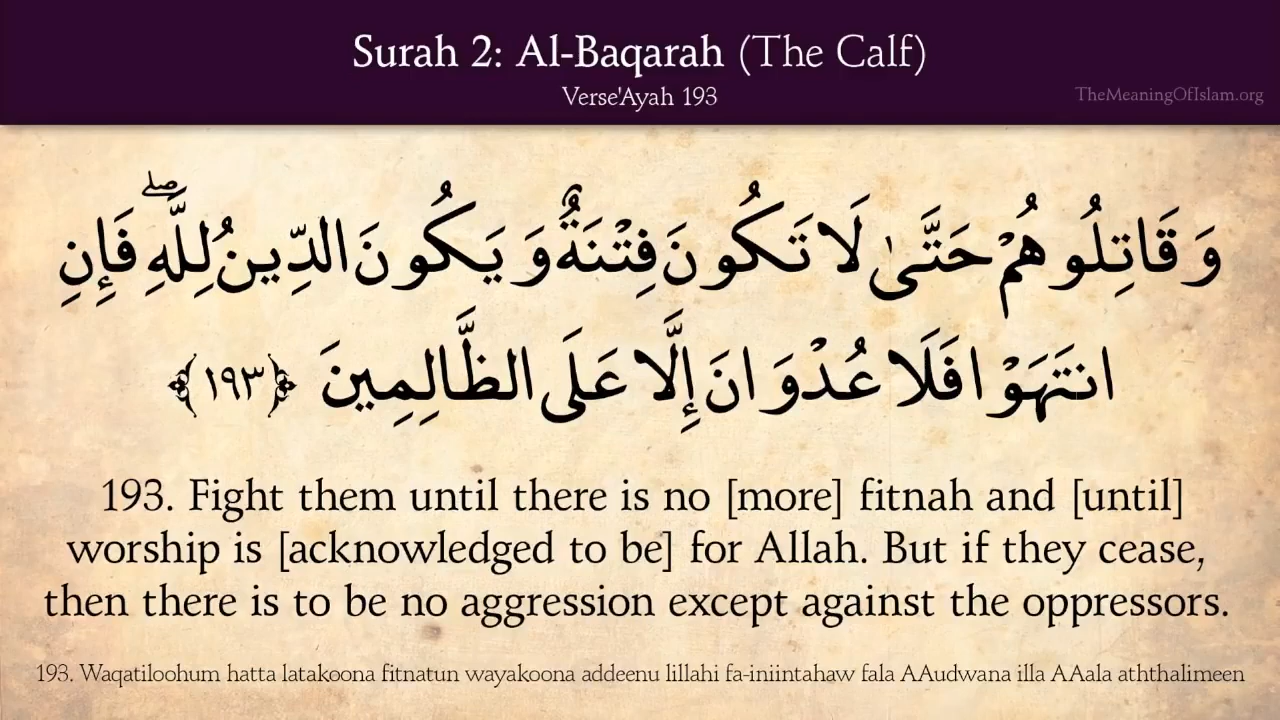 Surah 2: Al-Baqarah (The Calf)
Verse'Ayah 193
TheMeaningOfIslam.org
وَقَاتِلُوهُمْ حَتَّىٰ لَا تَكُونَ فِتْنَةٌ وَيَكُونَ الدِّينُ لِلَّهِ ۖ فَإِنِ
انتَهَوْا فَلَا عُدْوَانَ إِلَّا عَلَى الظَّالِمِينَ ﴿١٩٣﴾
193. Fight them until there is no [more] fitnah and [until]
worship is [acknowledged to be] for Allah. But if they cease,
then there is to be no aggression except against the oppressors.
193. Waqatiloohum hatta latakoona fitnatun wayakoona addeenu lillahi fa-iniintahaw fala AAudwana illa AAala aththalimeen